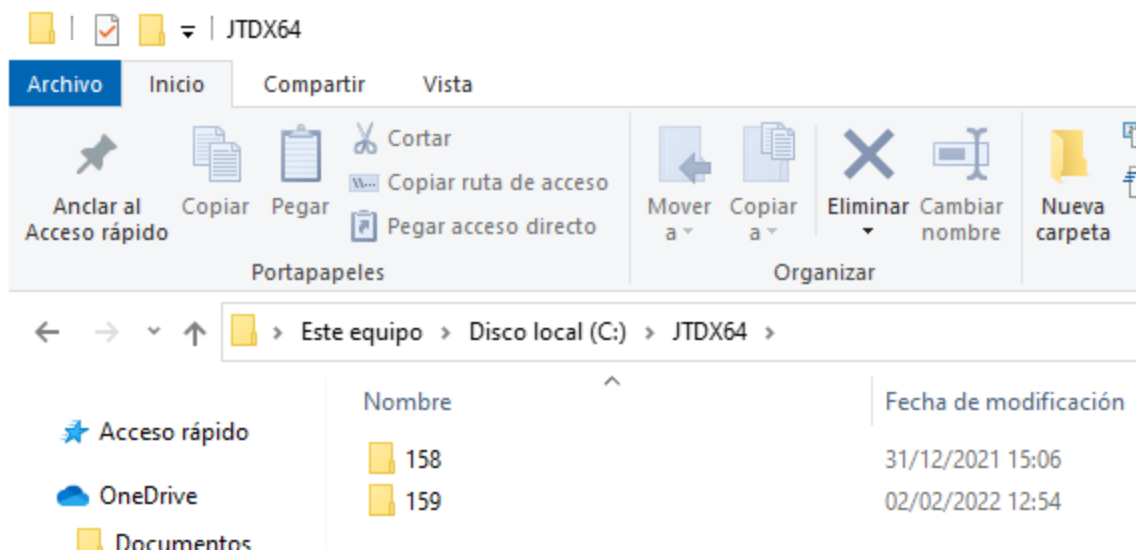 JTDX64
Archivo Inicio Compartir Vista
Cortar
Copiar ruta de acceso
Pegar acceso directo
Anclar al
Acceso rápido
Copiar
Pegar
Mover
a
Copiar
a
Eliminar
Cambiar
nombre
Nueva
carpeta
Portapapeles
Organizar
Este equipo > Disco local (C:) > JTDX64 >
Nombre
Fecha de modificación
Acceso rápido
OneDrive
Documentos
158 31/12/2021 15:06
159 02/02/2022 12:54